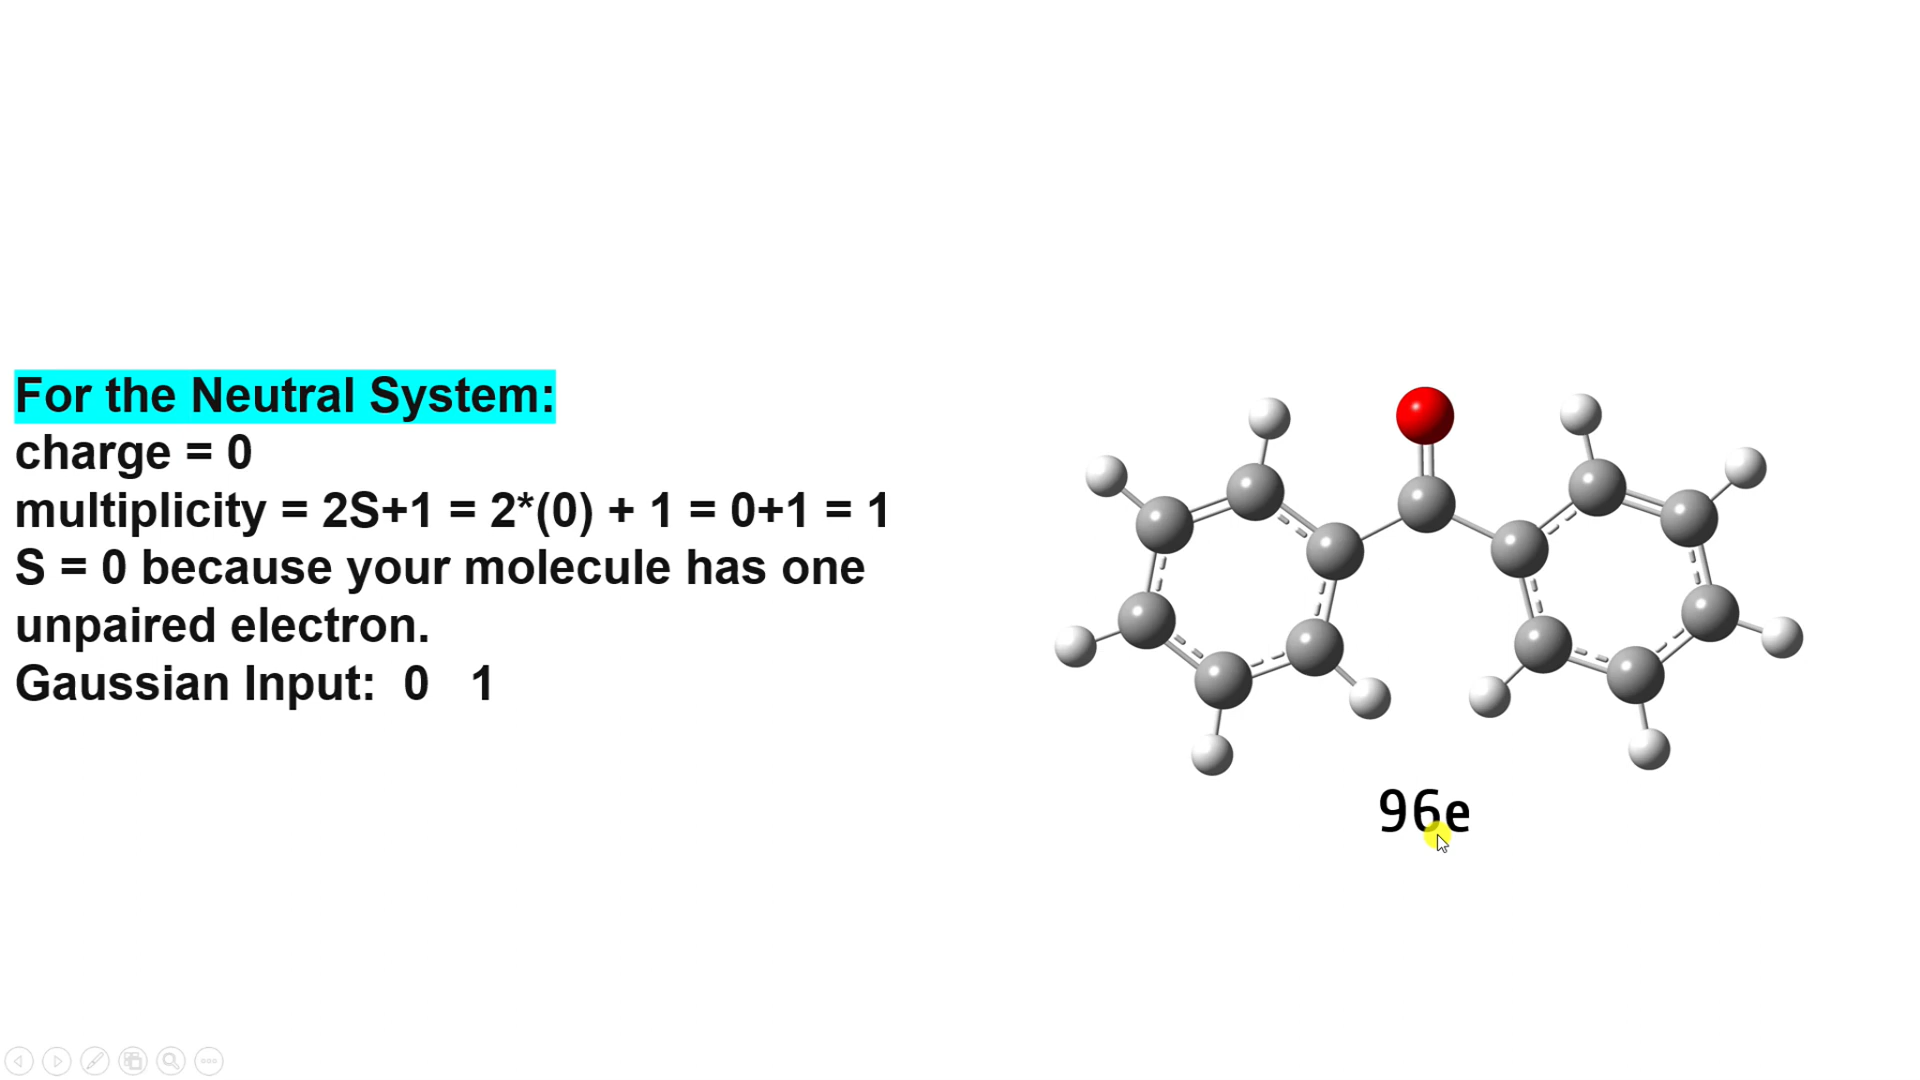 For the Neutral System:
charge = 0
multiplicity = 2S+1 = 2*(0) + 1 = 0+1 = 1
S = 0 because your molecule has one
unpaired electron.
Gaussian Input:  0   1
96e